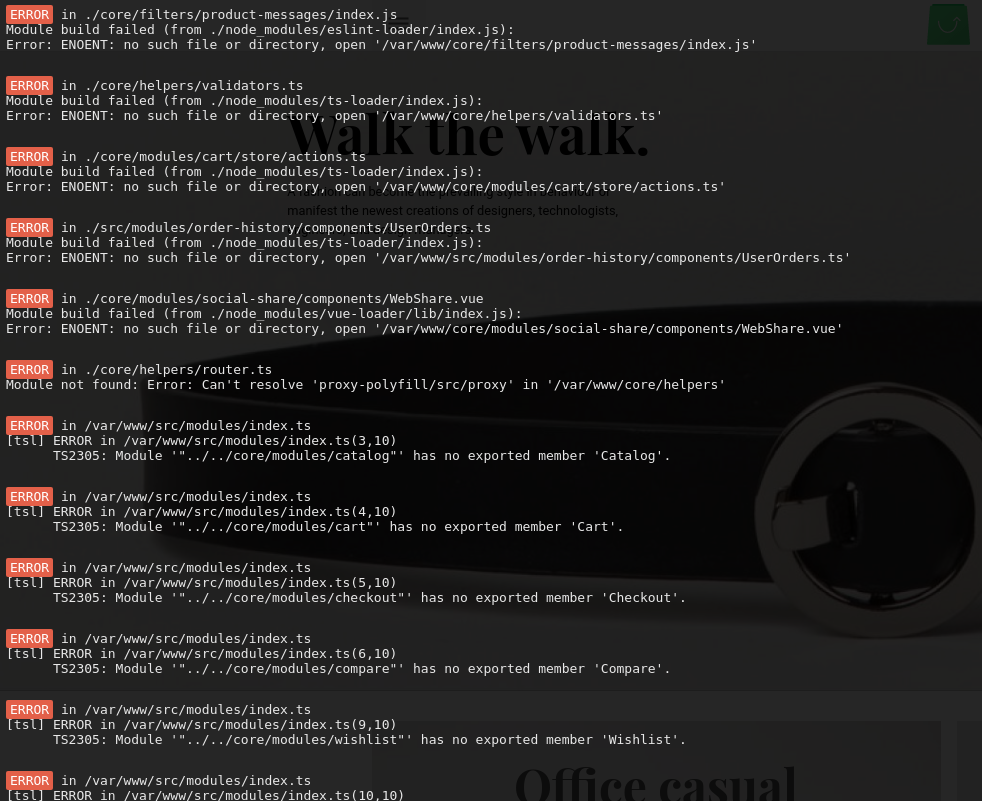 ERROR in ./core/filters/product-messages/index.js
Module build failed (from ./node_modules/eslint-loader/index.js):
Error: ENOENT: no such file or directory, open '/var/www/core/filters/product-messages/index.js'
ERROR in ./core/helpers/validators.ts
Module build failed (from ./node_modules/ts-loader/index.js):
Error: ENOENT: no such file or directory, open '/var/www/core/helpers/validators.ts'
Walk the walk.
ERROR in ./core/modules/cart/store/actions.ts
Module build failed (from ./node_modules/ts-loader/index.js):
Error: ENOENT: no such file or directory, open '/var/www/core/modules/cart/store/actions.ts'
manifest the newest creations of designers, technologists,
ERROR in ./src/modules/order-history/components/UserOrders.ts
Module build failed (from ./node_modules/ts-loader/index.js):
Error: ENOENT: no such file or directory, open '/var/www/src/modules/order-history/components/UserOrders.ts'
ERROR in ./core/modules/social-share/components/WebShare.vue
Module build failed (from ./node_modules/vue-loader/lib/index.js):
Error: ENOENT: no such file or directory, open '/var/www/core/modules/social-share/components/WebShare.vue'
ERROR in ./core/helpers/router.ts
Module not found: Error: Can't resolve 'proxy-polyfill/src/proxy' in '/var/www/core/helpers'
ERROR in /var/www/src/modules/index.ts
[tsl] ERROR in /var/www/src/modules/index.ts(3,10)
TS2305: Module '"../../core/modules/catalog"' has no exported member 'Catalog'.
ERROR in /var/www/src/modules/index.ts
[tsl] ERROR in /var/www/src/modules/index.ts(4,10)
TS2305: Module '"../../core/modules/cart"' has no exported member 'Cart'.
ERROR in /var/www/src/modules/index.ts
[tsl] ERROR in /var/www/src/modules/index.ts(5,10)
TS2305: Module '"../../core/modules/checkout"' has no exported member 'Checkout'.
ERROR in /var/www/src/modules/index.ts
[tsl] ERROR in /var/www/src/modules/index.ts(6,10)
TS2305: Module '"../../core/modules/compare"' has no exported member 'Compare'.
ERROR in /var/www/src/modules/index.ts
[tsl] ERROR in /var/www/src/modules/index.ts(9,10)
TS2305: Module '"../../core/modules/wishlist"' has no exported member 'Wishlist'.
ERROR in /var/www/src/modules/index.ts
[tsl] ERROR in /var/www/src/modules/index.ts(10,10)
Office casual